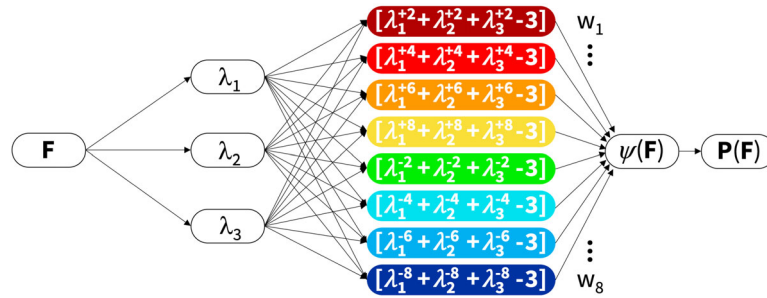 F
λ₁
λ₂
λ₃
[λ₁⁺²+λ₂⁺²+λ₃⁺²-3]
[λ₁⁺⁴+λ₂⁺⁴+λ₃⁺⁴-3]
[λ₁⁺⁶+λ₂⁺⁶+λ₃⁺⁶-3]
[λ₁⁺⁸+λ₂⁺⁸+λ₃⁺⁸-3]
[λ₁⁻²+λ₂⁻²+λ₃⁻²-3]
[λ₁⁻⁴+λ₂⁻⁴+λ₃⁻⁴-3]
[λ₁⁻⁶+λ₂⁻⁶+λ₃⁻⁶-3]
[λ₁⁻⁸+λ₂⁻⁸+λ₃⁻⁸-3]
w₁
⋮
⋮
w₈
ψ(F)
P(F)